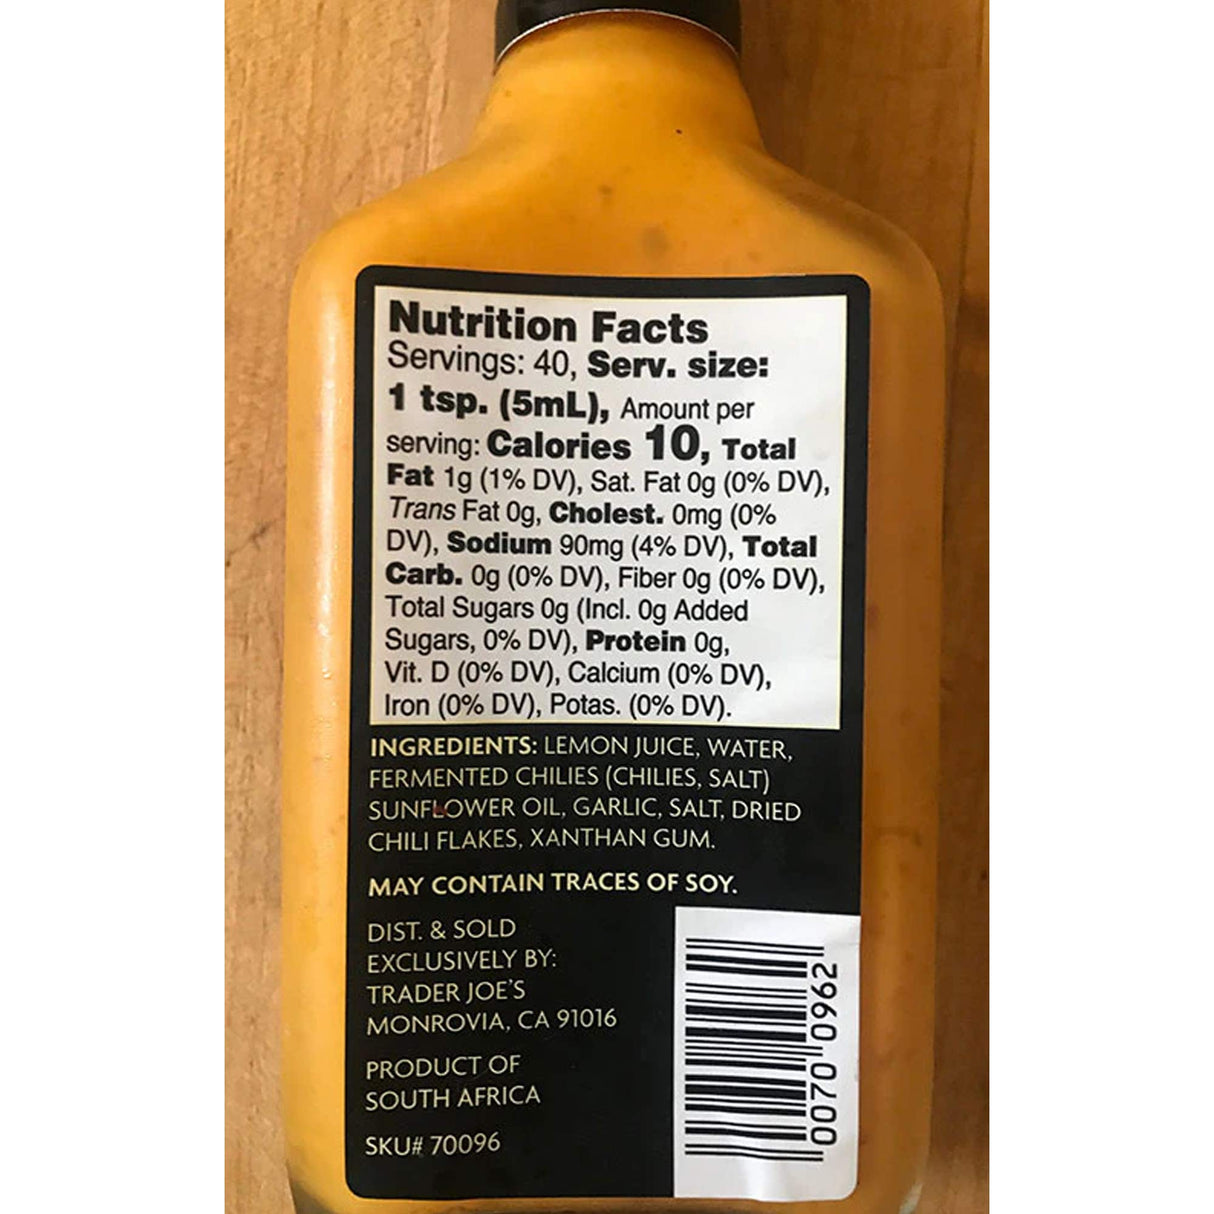 Nutrition Facts
Servings: 40, Serv. size:
1 tsp. (5mL), Amount per
serving: Calories 10, Total
Fat 1g (1% DV), Sat. Fat 0g (0% DV),
Trans Fat 0g, Cholest. 0mg (0%
DV), Sodium 90mg (4% DV), Total
Carb. 0g (0% DV), Fiber 0g (0% DV),
Total Sugars 0g (Incl. 0g Added
Sugars, 0% DV), Protein 0g,
Vit. D (0% DV), Calcium (0% DV),
Iron (0% DV), Potas. (0% DV).
INGREDIENTS: LEMON JUICE, WATER,
FERMENTED CHILIES (CHILIES, SALT)
SUNFLOWER OIL, GARLIC, SALT, DRIED
CHILI FLAKES, XANTHAN GUM.
MAY CONTAIN TRACES OF SOY.
DIST. & SOLD
EXCLUSIVELY BY:
TRADER JOE'S
MONROVIA, CA 91016
PRODUCT OF
SOUTH AFRICA
SKU# 70096
0070 0962